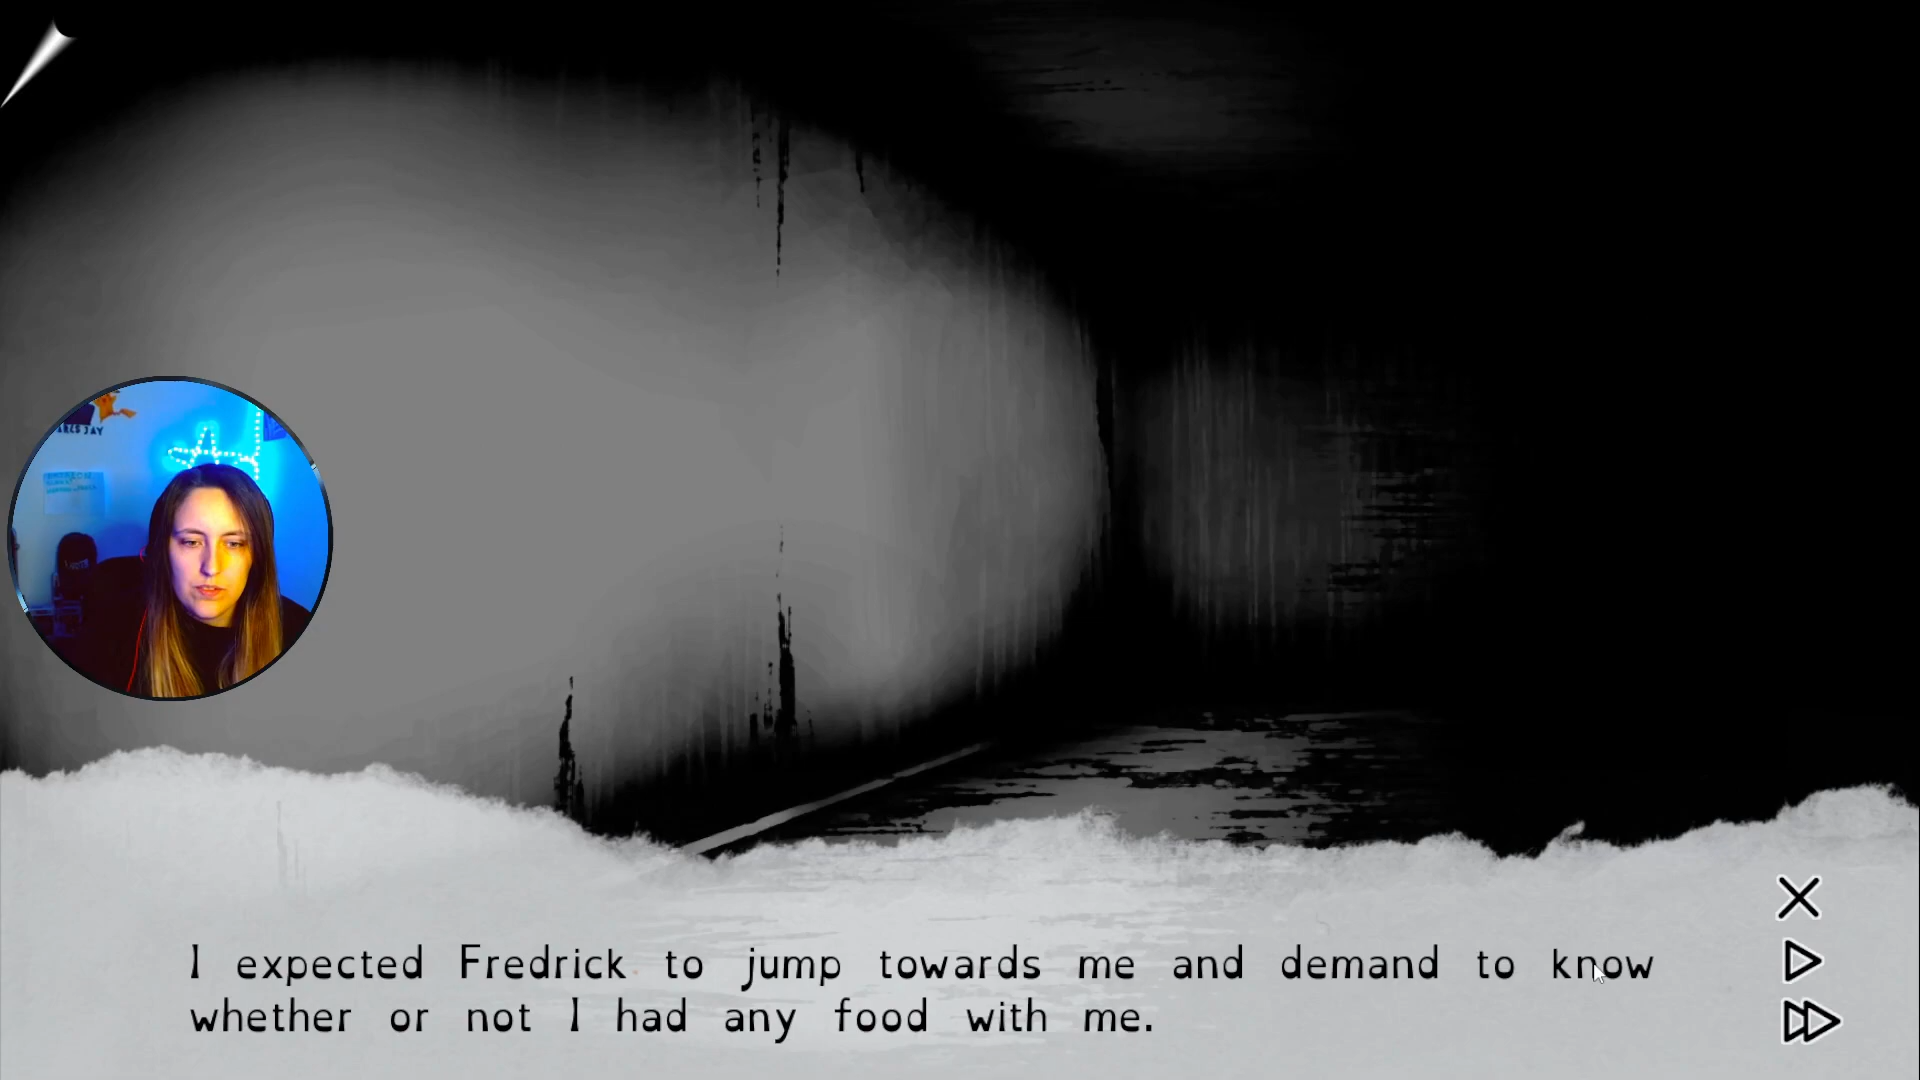 I expected Fredrick to jump towards me and demand to know
whether or not I had any food with me.